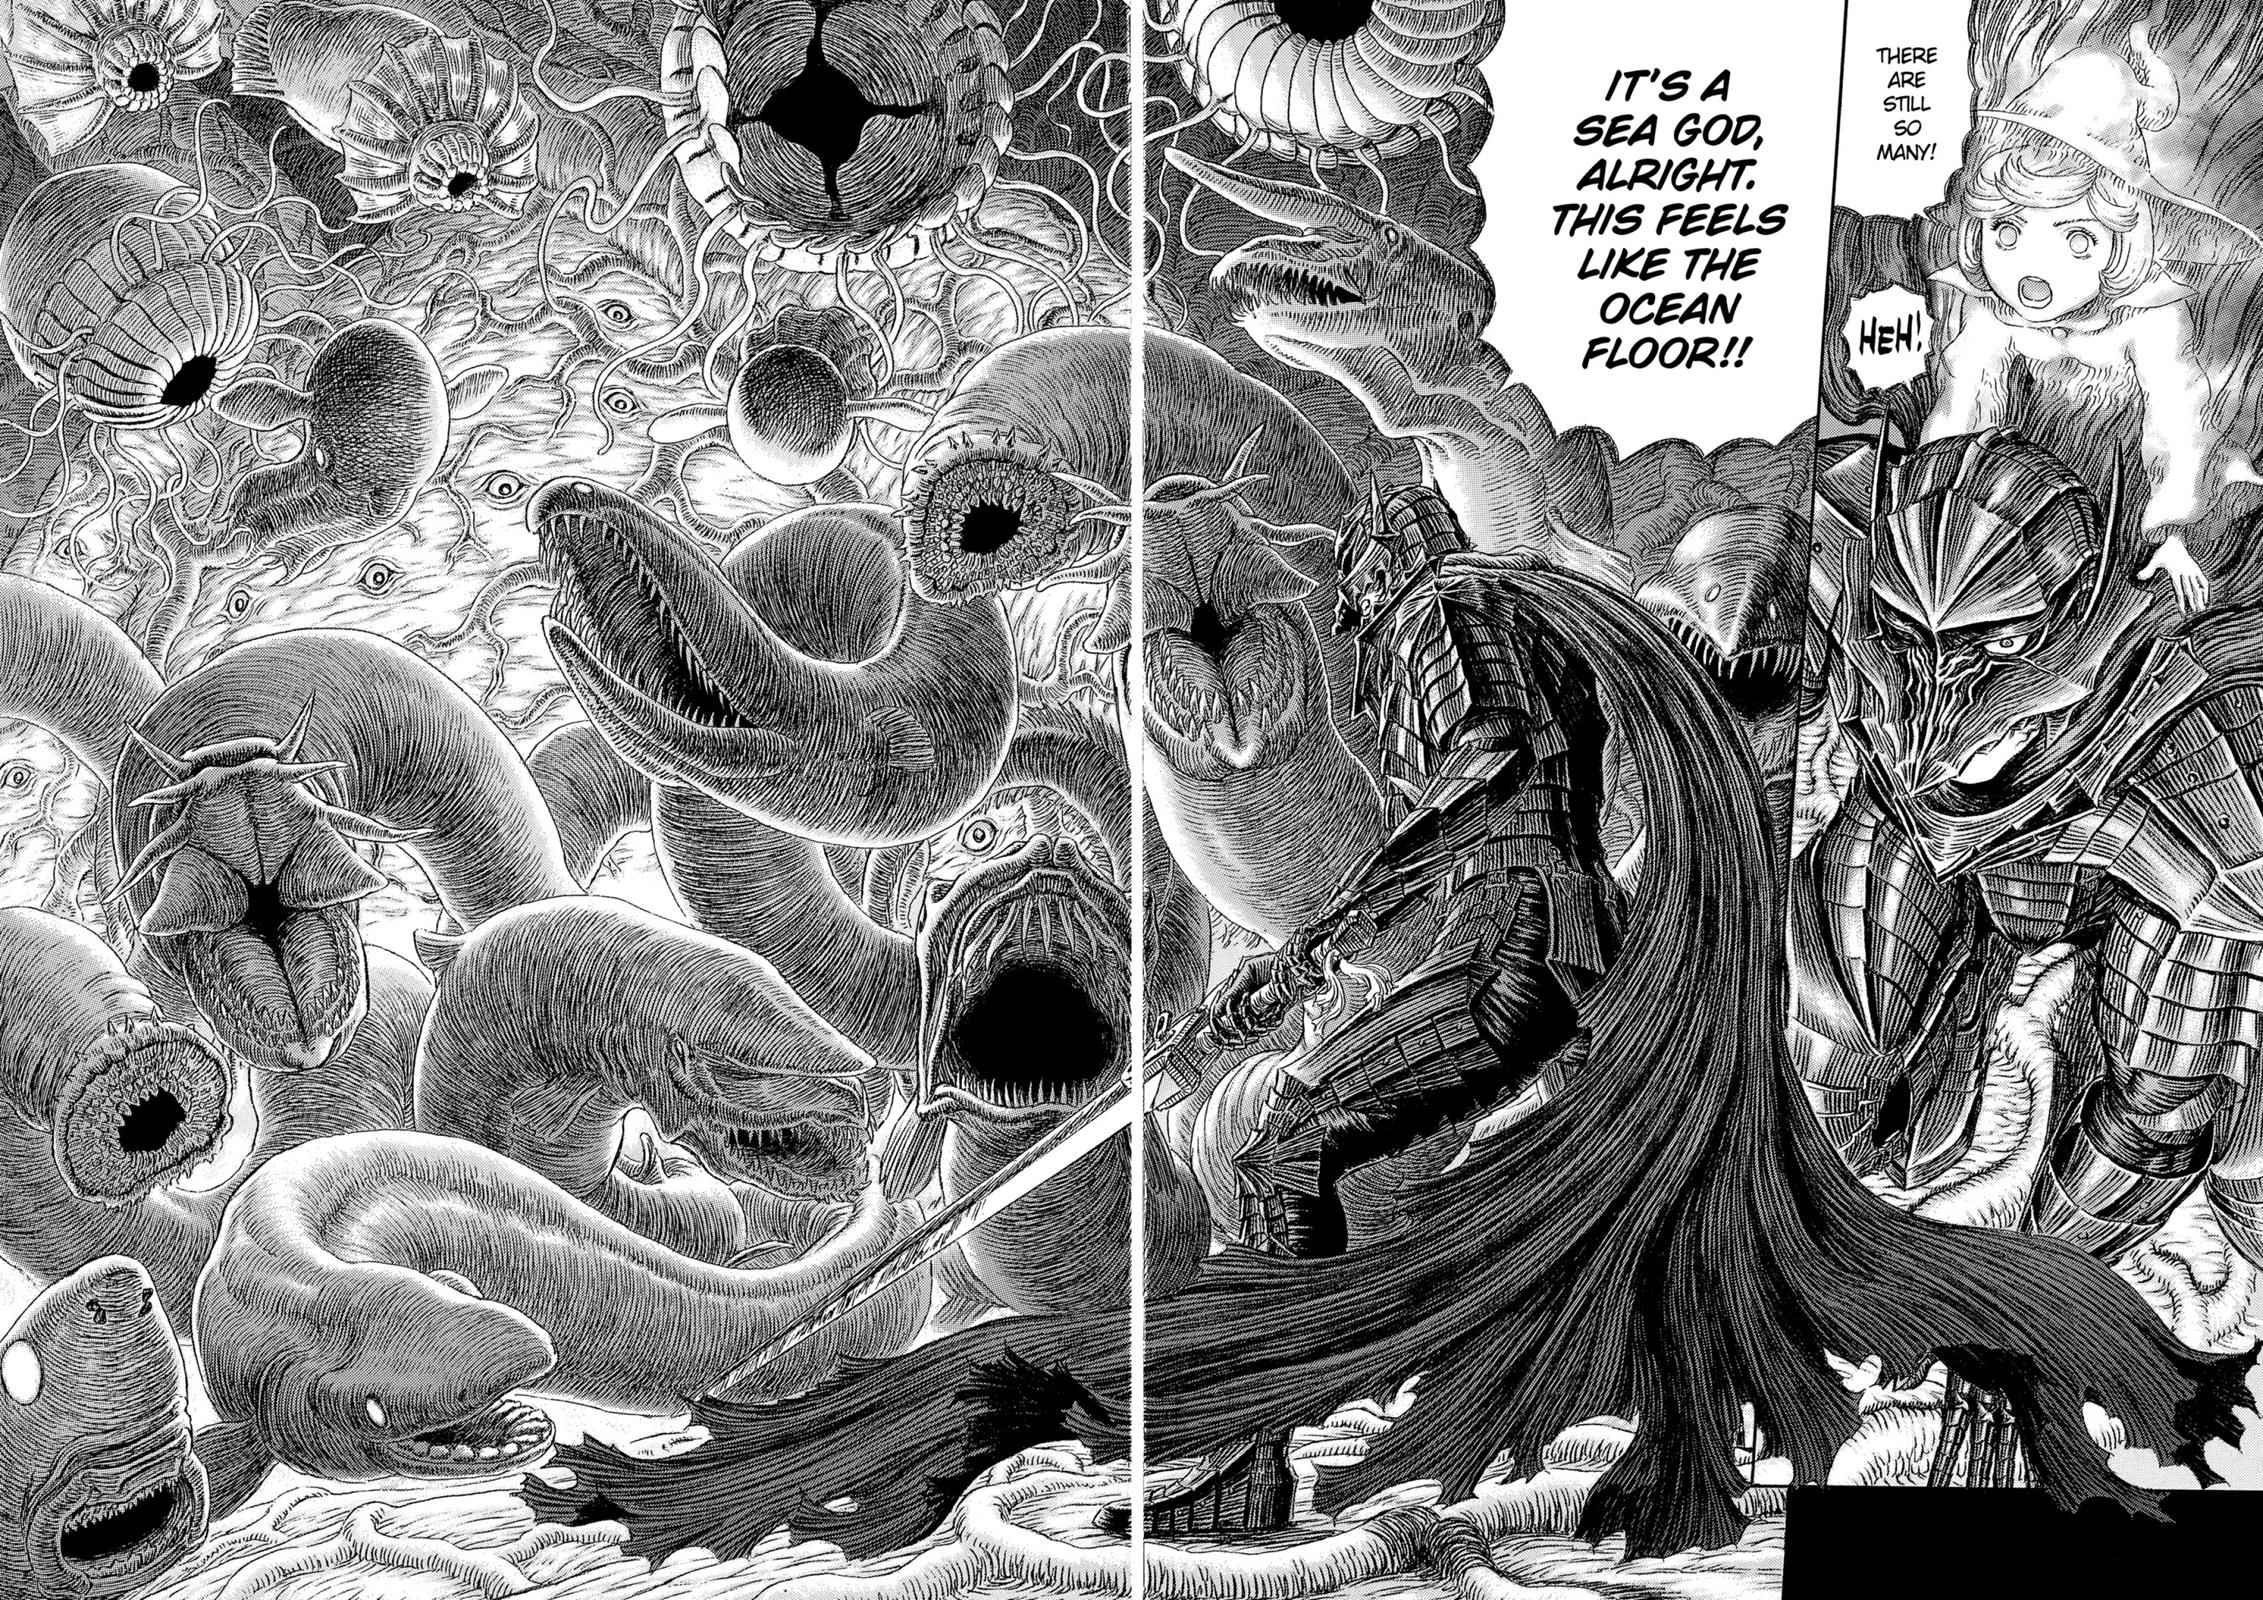 THERE
ARE
STILL
SO
MANY!
HEH!
IT'S A
SEA GOD,
ALRIGHT.
THIS FEELS
LIKE THE
OCEAN
FLOOR!!